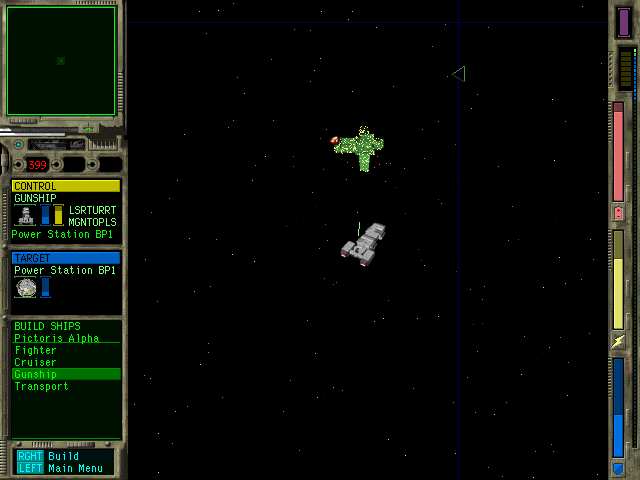 399
CONTROL
GUNSHIP
LSRTURRT
MGNTOPLS
Power Station BP1
TARGET
Power Station BP1
BUILD SHIPS
Pictoris Alpha
Fighter
Cruiser
Gunship
Transport
RGHT Build
LEFT Main Menu